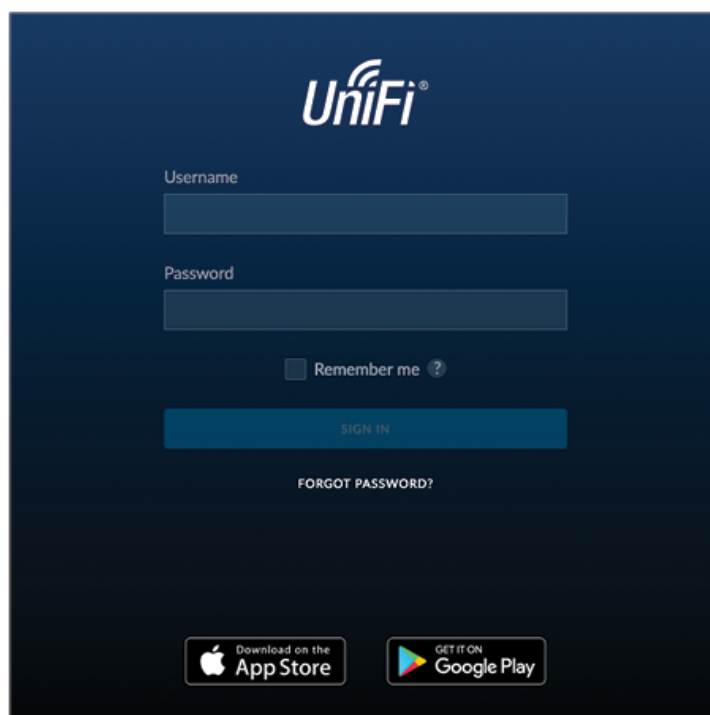 UniFi®
Username
Password
Remember me ?
SIGN IN
FORGOT PASSWORD?
Download on the
App Store
GET IT ON
Google Play